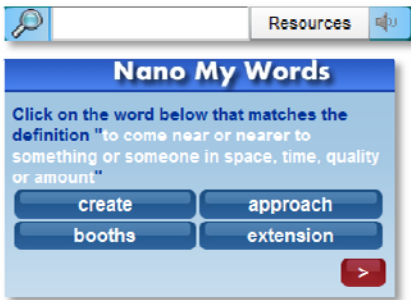 Resources
Nano My Words
Click on the word below that matches the
definition "to come near or nearer to
something or someone in space, time, quality
or amount"
create approach
booths extension
>